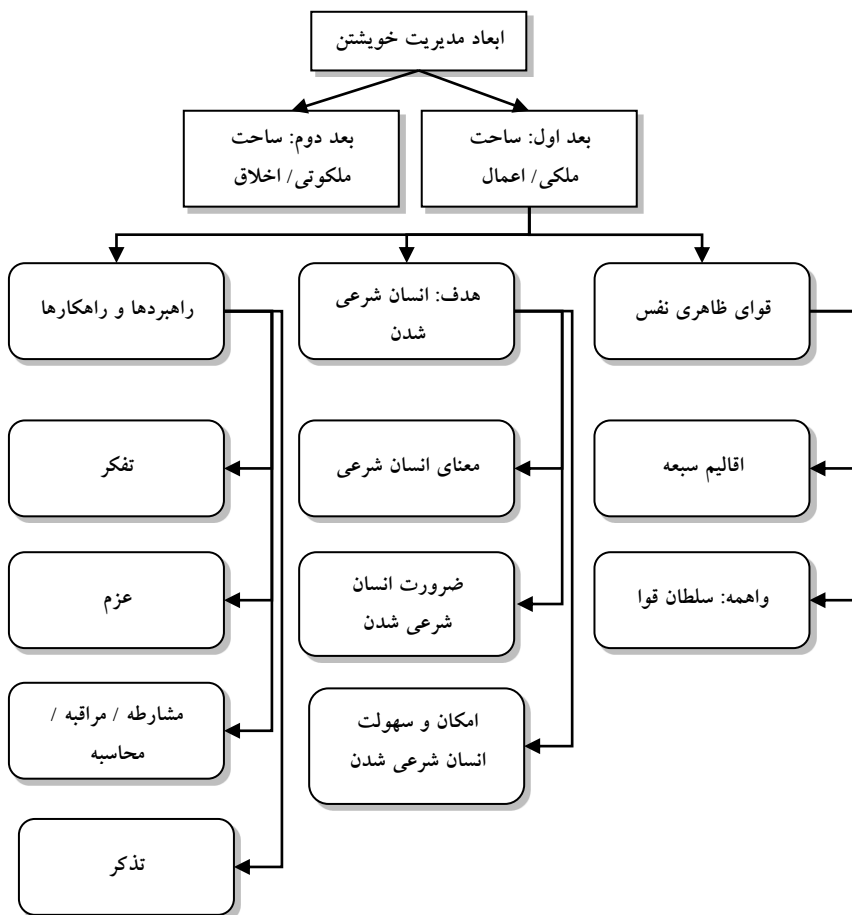 ابعاد مدیریت خویشتن
بعد اول: ساحت
ملکی/ اعمال
بعد دوم: ساحت
ملکوتی/ اخلاق
قوای ظاهری نفس
اقالیم سبعه
واهمه: سلطان قوا
هدف: انسان شرعی
شدن
معنای انسان شرعی
ضرورت انسان
شرعی شدن
امکان و سهولت
انسان شرعی شدن
راهبردها و راهکارها
تفکر
عزم
مشارطه / مراقبه /
محاسبه
تذکر